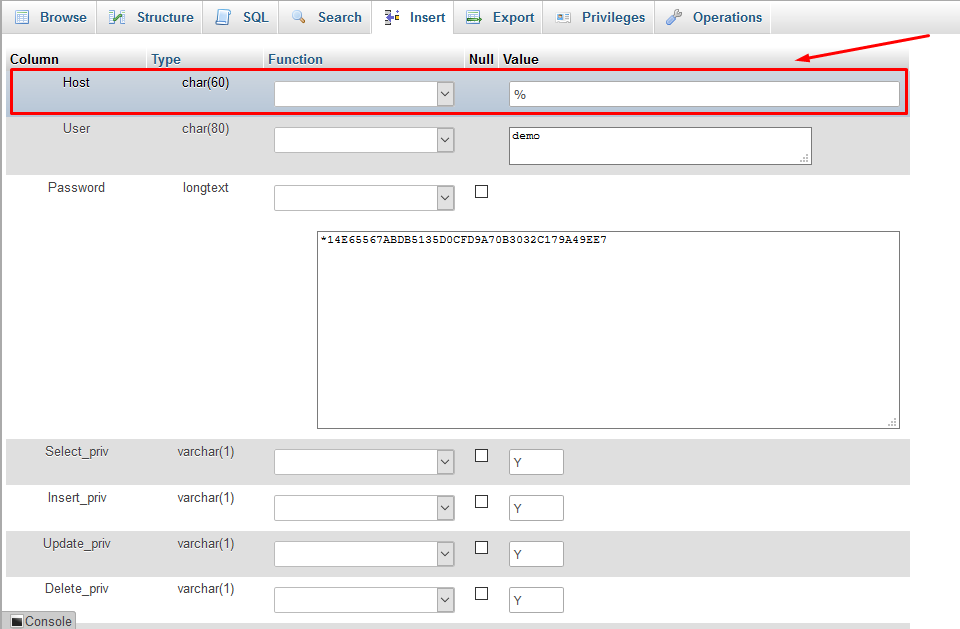 Browse Structure SQL Search Insert Export Privileges Operations
Column Type Function Null Value
Host char(60) %
User char(80) demo
Password longtext
*14E65567ABDB5135D0CFD9A70B3032C179A49EE7
Select_priv varchar(1) Y
Insert_priv varchar(1) Y
Update_priv varchar(1) Y
Delete_priv varchar(1) Y
Console